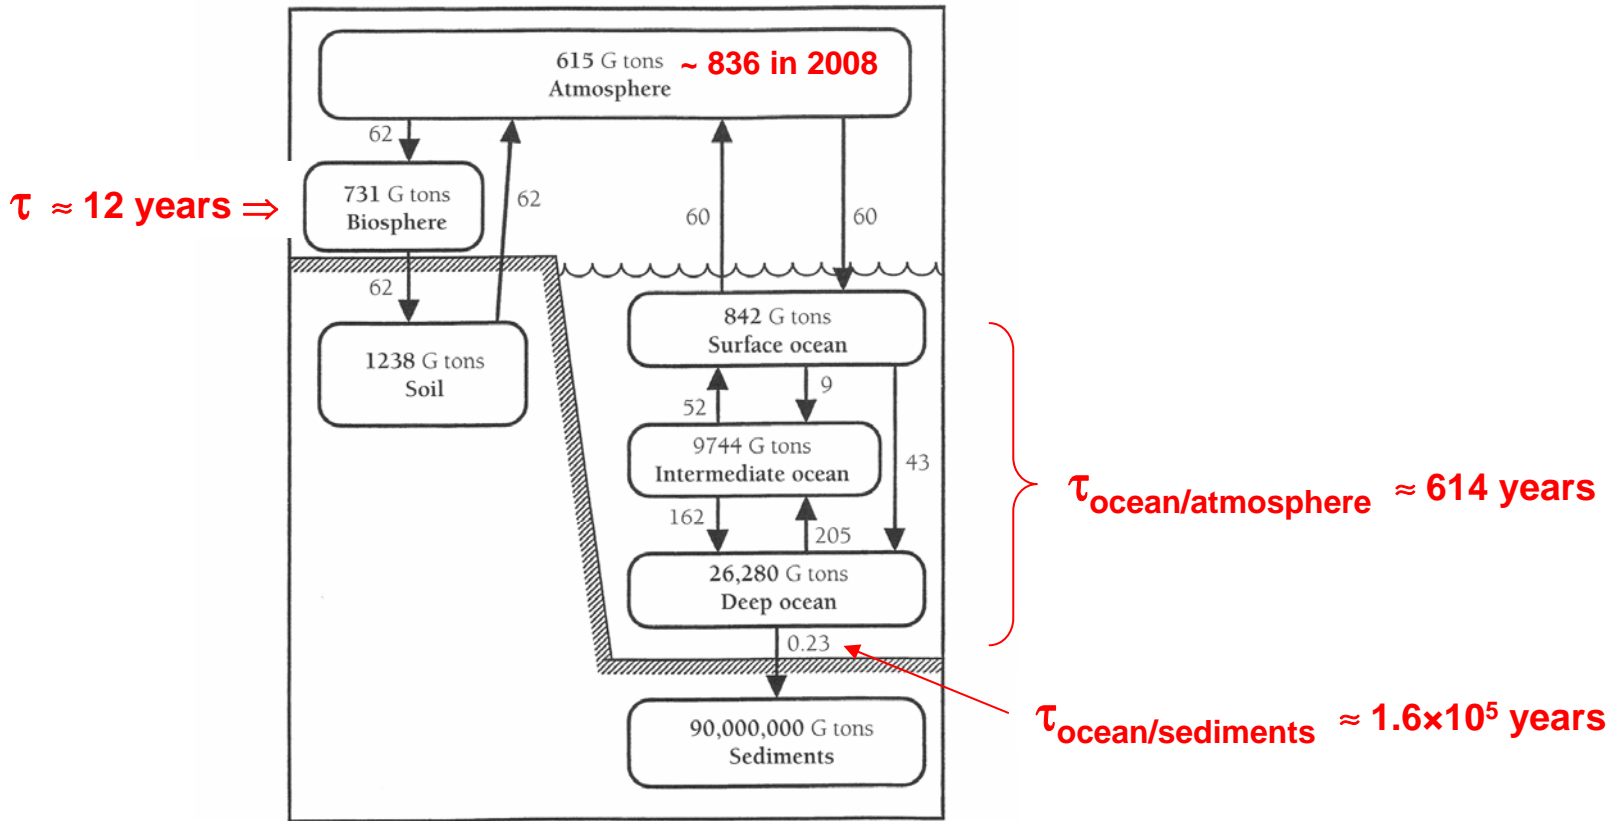 615 G tons ~ 836 in 2008
Atmosphere
62
τ ≈ 12 years ⇒
731 G tons
Biosphere
62
60
60
62
842 G tons
Surface ocean
1238 G tons
Soil
9
52
9744 G tons
Intermediate ocean
43
τocean/atmosphere ≈ 614 years
162
205
26,280 G tons
Deep ocean
0.23
90,000,000 G tons
Sediments
τocean/sediments ≈ 1.6×10⁵ years